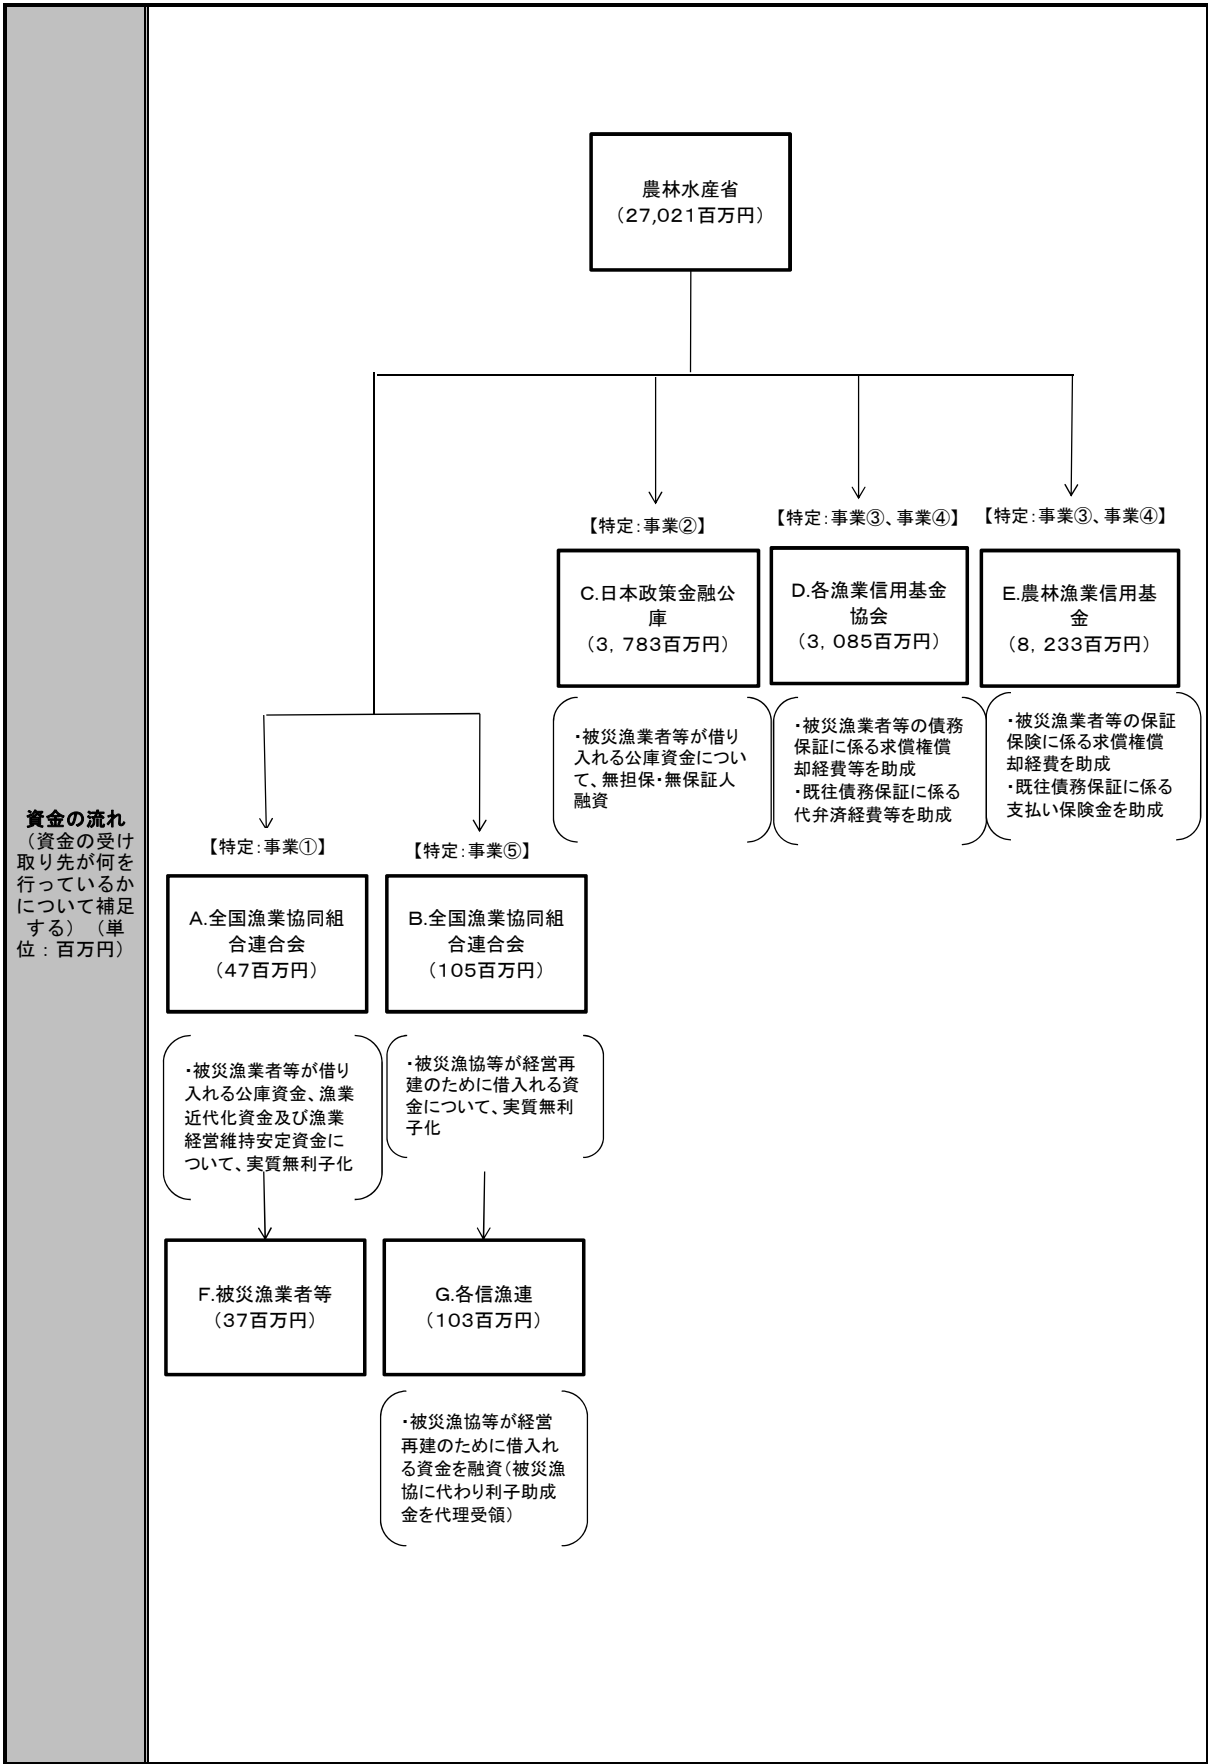 資金の流れ
（資金の受け
取り先が何を
行っているか
について補足
する）（単
位：百万円）
農林水産省
（27,021百万円）
【特定：事業②】
C.日本政策金融公
庫
（3，783百万円）
・被災漁業者等が借り
入れる公庫資金につい
て、無担保・無保証人
融資
【特定：事業③、事業④】
D.各漁業信用基金
協会
（3，085百万円）
・被災漁業者等の債務
保証に係る求償権償
却経費等を助成
・既往債務保証に係る
代弁済経費等を助成
【特定：事業③、事業④】
E.農林漁業信用基
金
（8，233百万円）
・被災漁業者等の保証
保険に係る求償権償
却経費を助成
・既往債務保証に係る
支払い保険金を助成
【特定：事業①】
A.全国漁業協同組
合連合会
（47百万円）
・被災漁業者等が借り
入れる公庫資金、漁業
近代化資金及び漁業
経営維持安定資金に
ついて、実質無利子化
【特定：事業⑤】
B.全国漁業協同組
合連合会
（105百万円）
・被災漁協等が経営再
建のために借入れる資
金について、実質無利
子化
F.被災漁業者等
（37百万円）
G.各信漁連
（103百万円）
・被災漁協等が経営
再建のために借入れ
る資金を融資（被災漁
協に代わり利子助成
金を代理受領）